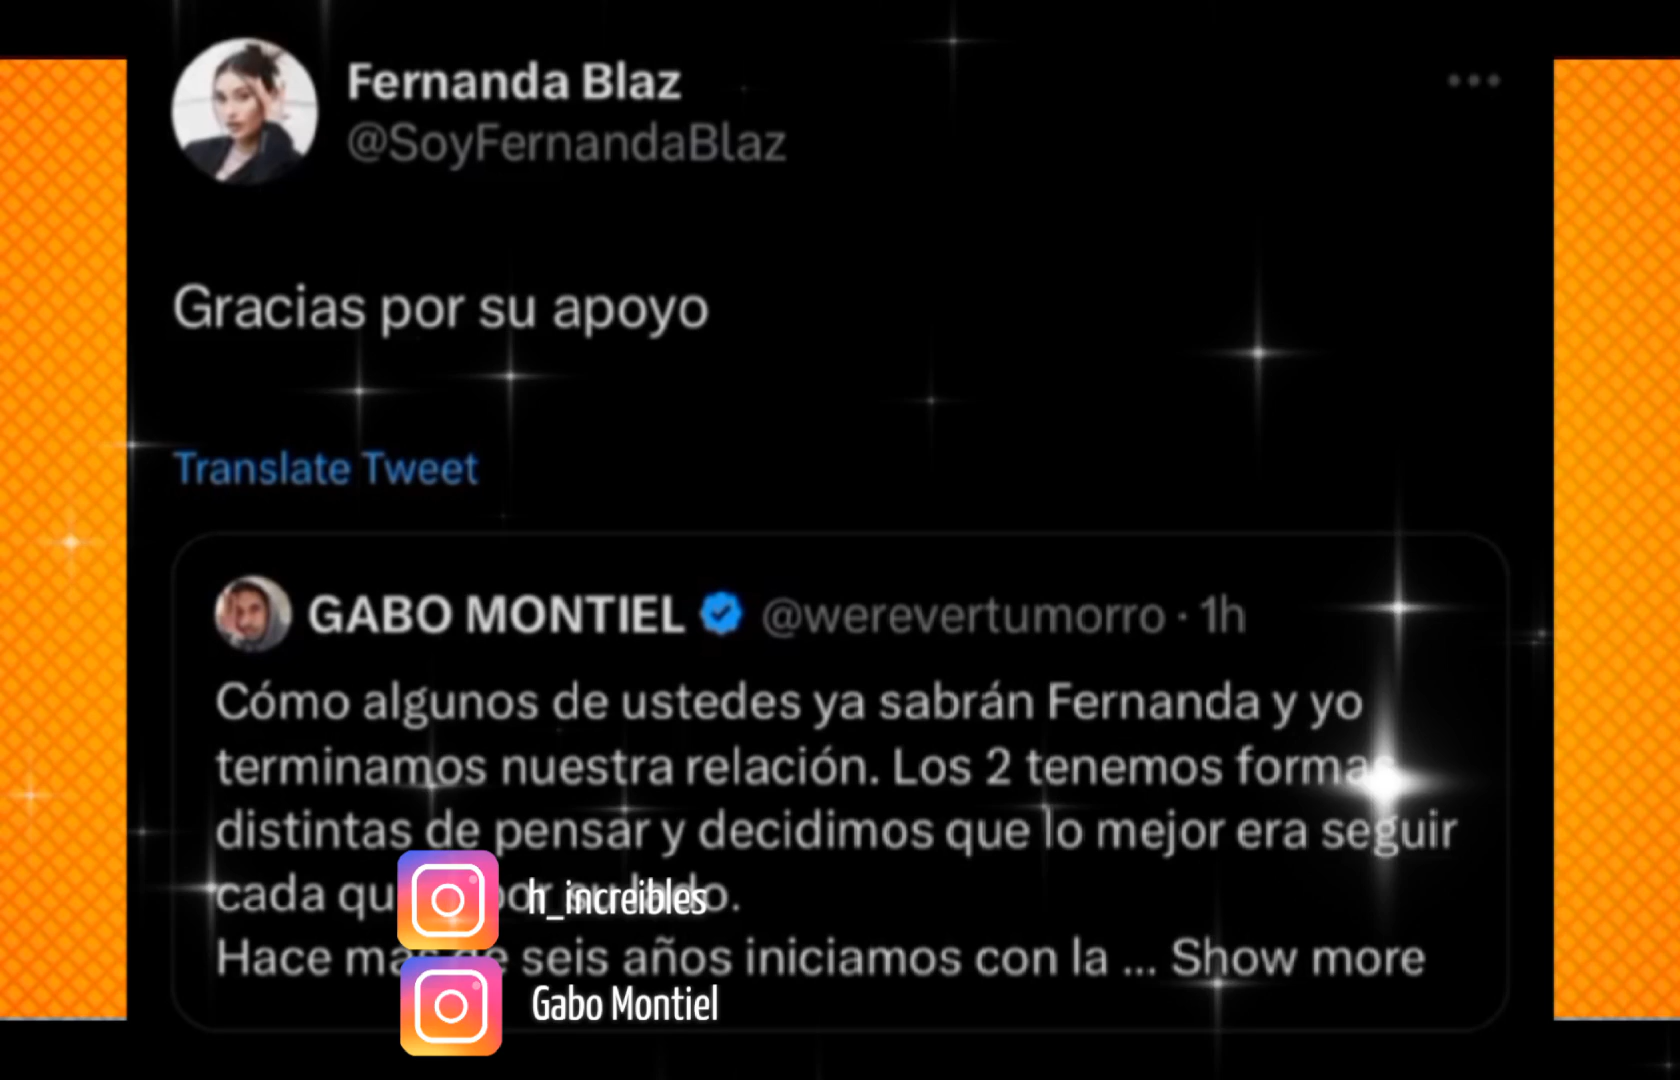 Fernanda Blaz
@SoyFernandaBlaz
Gracias por su apoyo
Translate Tweet
GABO MONTIEL @werevertumorro · 1h
Cómo algunos de ustedes ya sabrán Fernanda y yo
terminamos nuestra relación. Los 2 tenemos formas
distintas de pensar y decidimos que lo mejor era seguir
cada
h_increibles
Hace seis años iniciamos con la ... Show more
Gabo Montiel